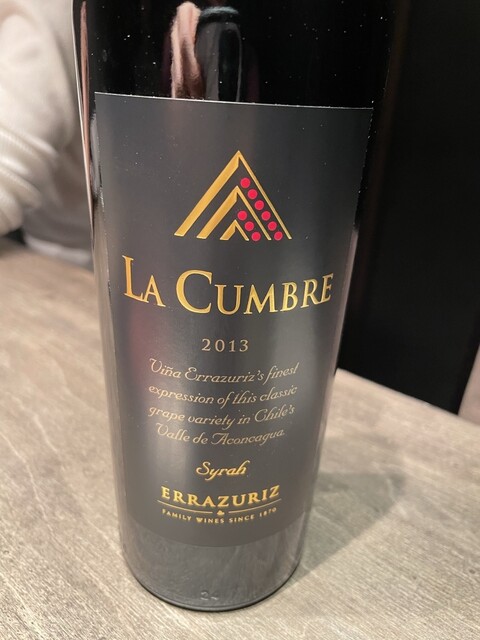 LA CUMBRE
2013
Viña Errazuriz's finest
expression of this classic
grape variety in Chile's
Valle de Aconcagua.
Syrah
ERRAZURIZ
FAMILY WINES SINCE 1870
24